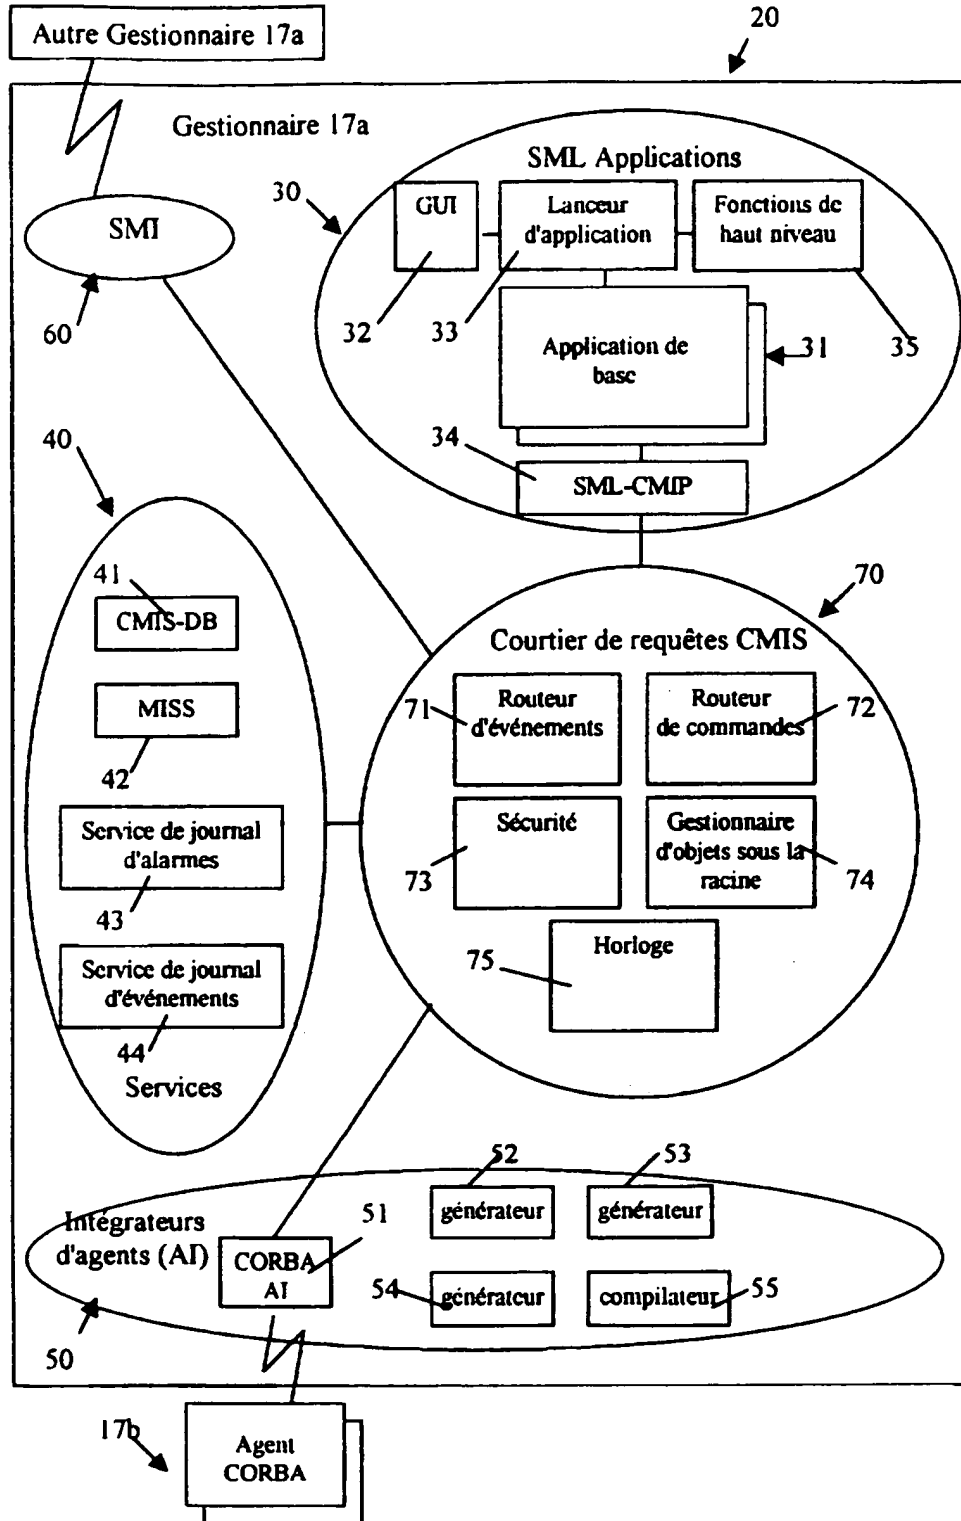 20
Autre Gestionnaire 17a
Gestionnaire 17a
SML Applications
30
GUI
Lanceur
d'application
Fonctions de
haut niveau
SMI
60
32
33
35
Application de
base
31
40
34
SML-CMIP
41
CMIS-DB
70
Courtier de requêtes CMIS
MISS
42
71
Routeur
d'événements
Routeur
de commandes
72
Service de journal
d'alarmes
43
Sécurité
73
Gestionnaire
d'objets sous la
racine
74
Service de journal
d'événements
44
Services
Horloge
75
52
53
Intégrateurs
d'agents (AI)
51
générateur
générateur
CORBA
AI
54
générateur
compilateur
55
50
17b
Agent
CORBA